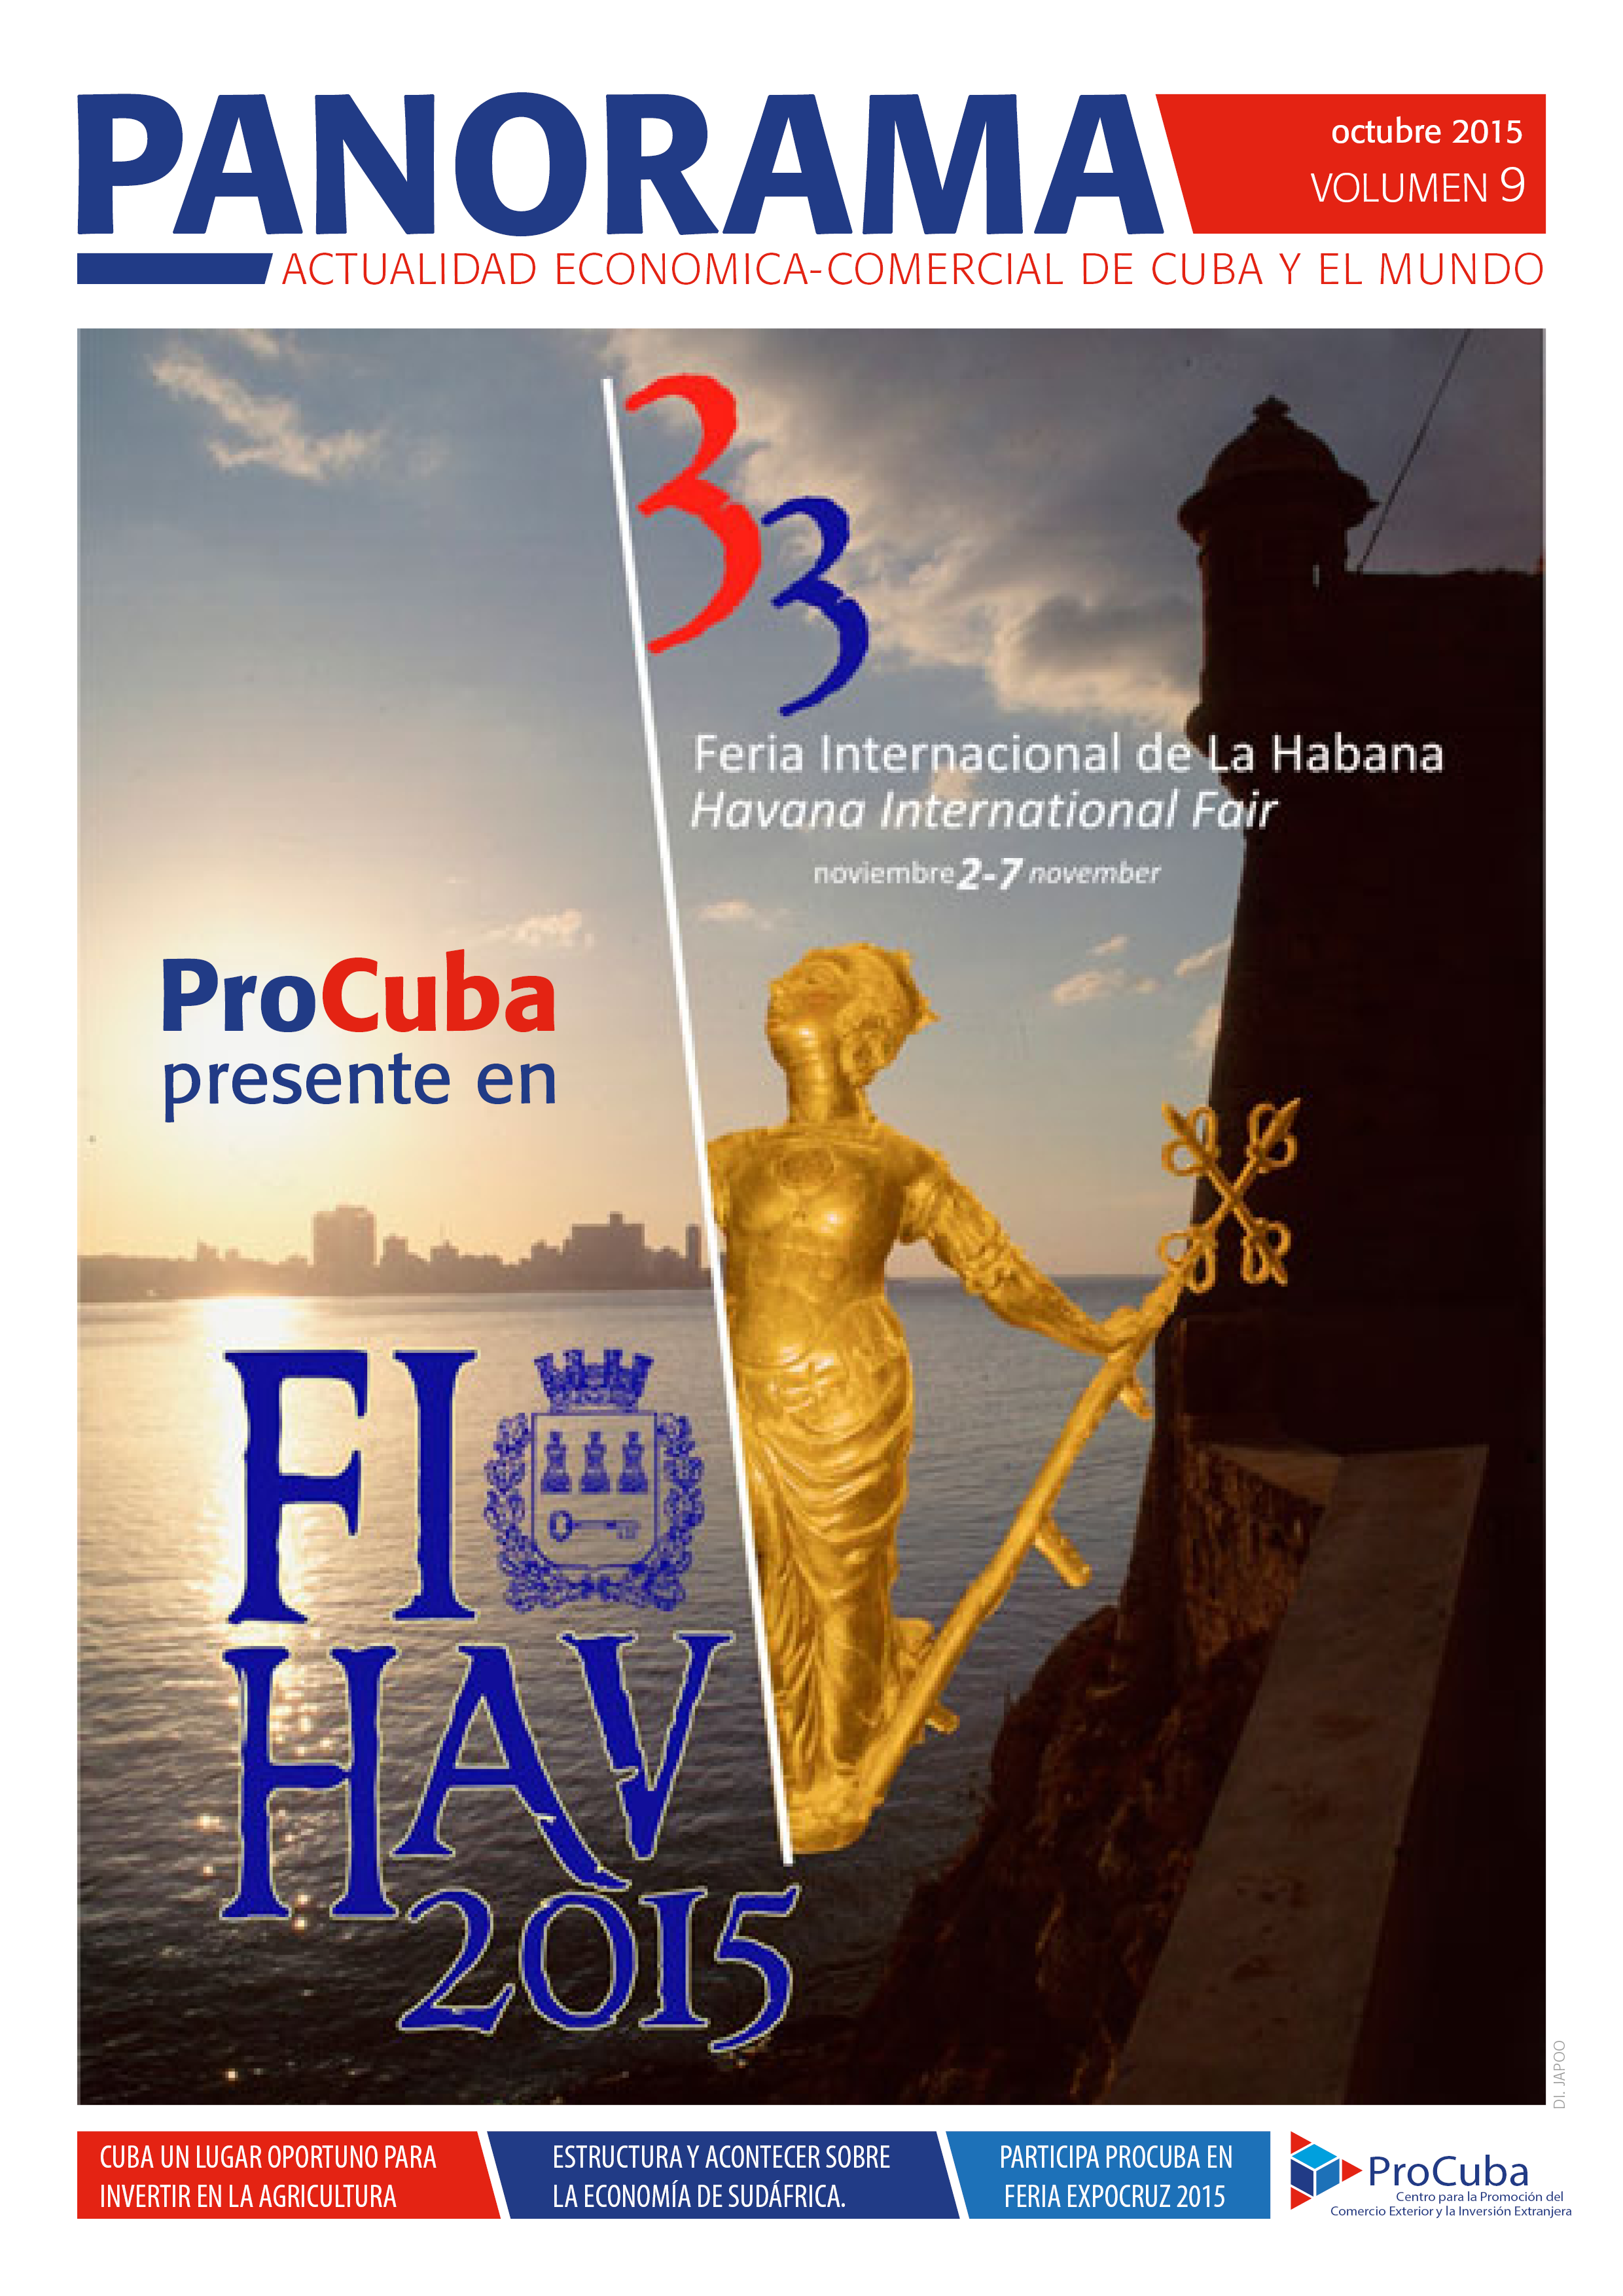 PANORAMA
octubre 2015
VOLUMEN 9
ACTUALIDAD ECONOMICA-COMERCIAL DE CUBA Y EL MUNDO
33
Feria Internacional de La Habana
Havana International Fair
noviembre 2-7 november
ProCuba
presente en
FI
HAV
2015
DI. JAPOO
CUBA UN LUGAR OPORTUNO PARA
INVERTIR EN LA AGRICULTURA
ESTRUCTURA Y ACONTECER SOBRE
LA ECONOMÍA DE SUDÁFRICA.
PARTICIPA PROCUBA EN
FERIA EXPOCRUZ 2015
ProCuba
Centro para la Promoción del
Comercio Exterior y la Inversión Extranjera